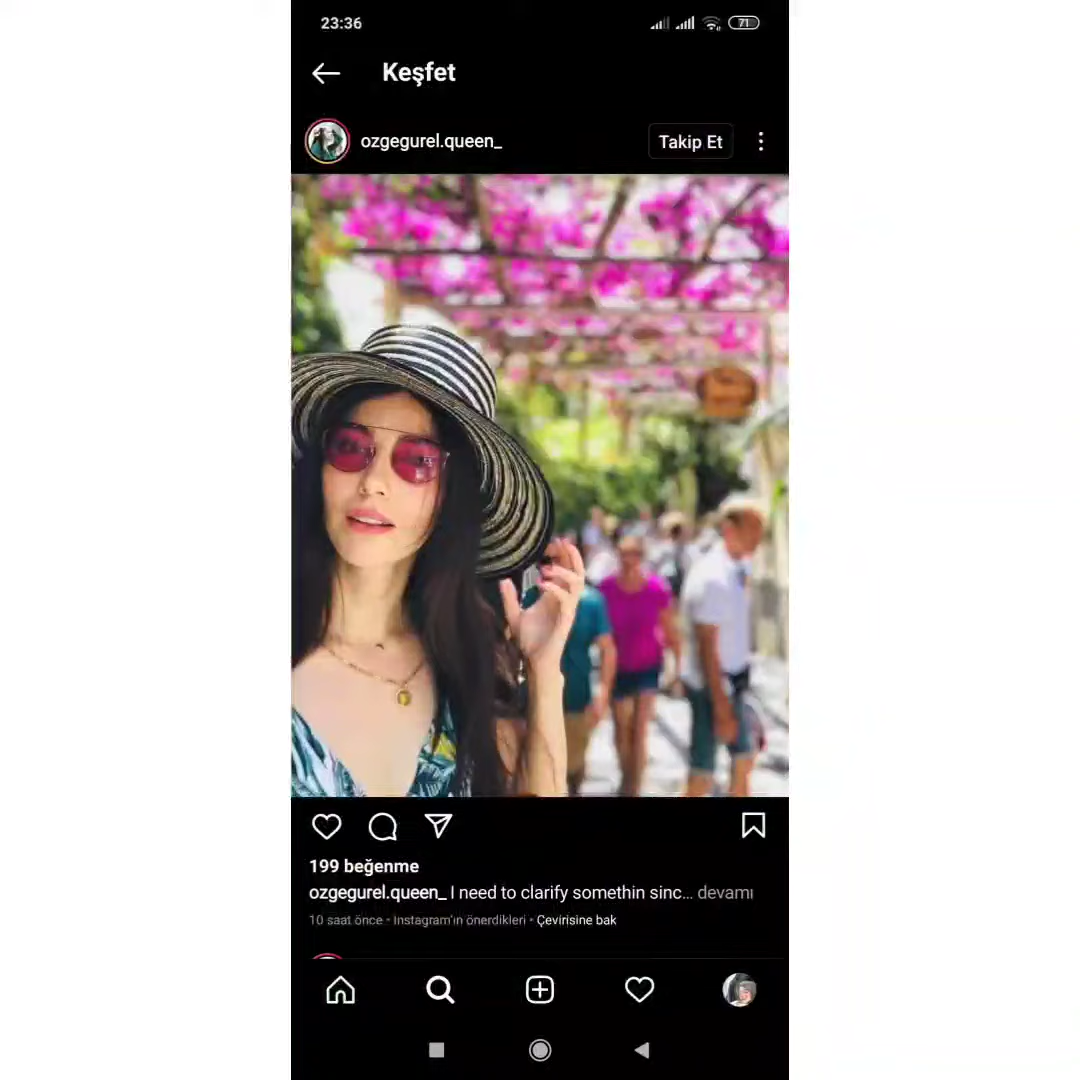 23:36
71
Keşfet
ozgegurel.queen_
Takip Et
199 beğenme
ozgegurel.queen_ I need to clarify somethin sinc... devamı
10 saat önce • Instagram'ın önerdikleri • Çevirisine bak